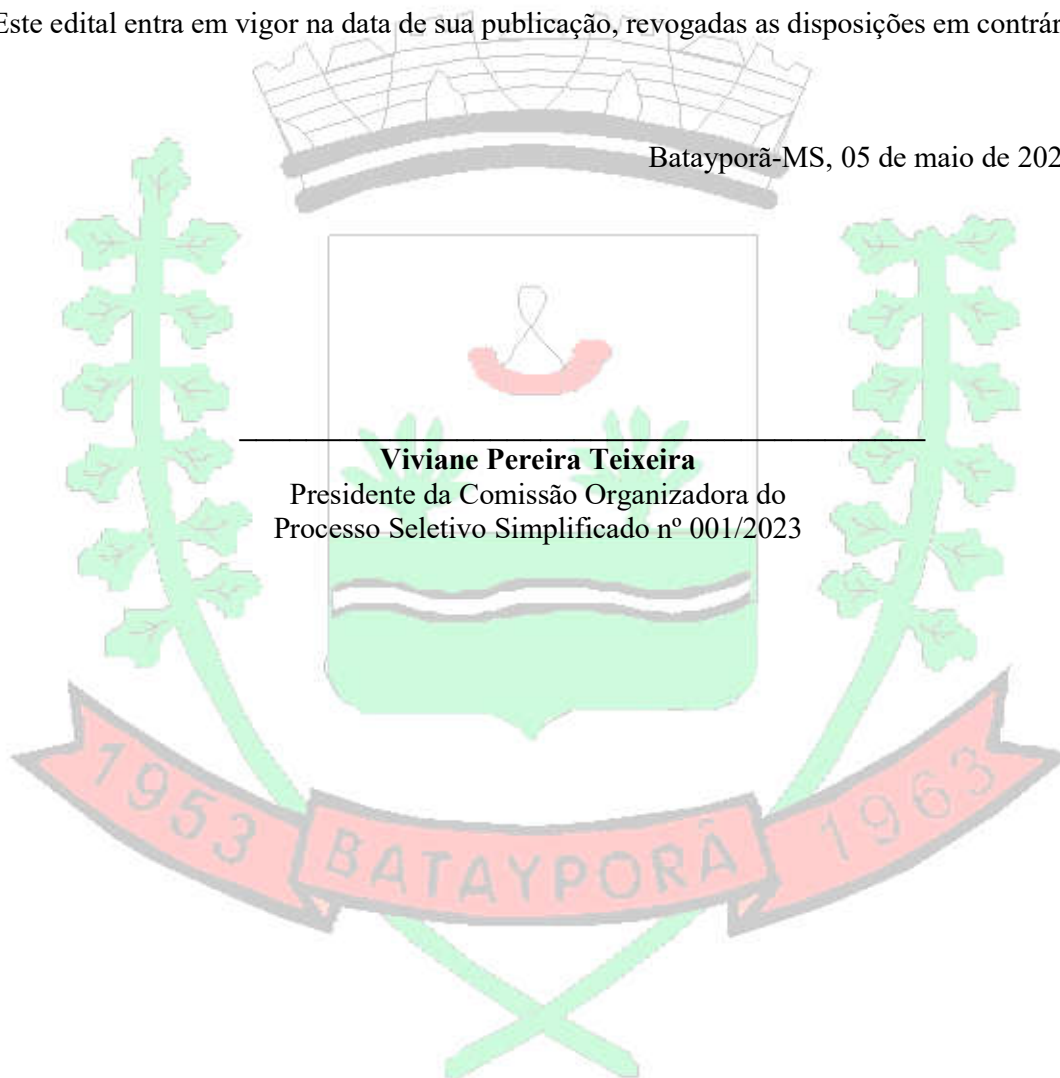 Este edital entra em vigor na data de sua publicação, revogadas as disposições em contrár
Batayporã-MS, 05 de maio de 202
Viviane Pereira Teixeira
Presidente da Comissão Organizadora do
Processo Seletivo Simplificado nº 001/2023
1953 BATAYPORÃ 1963